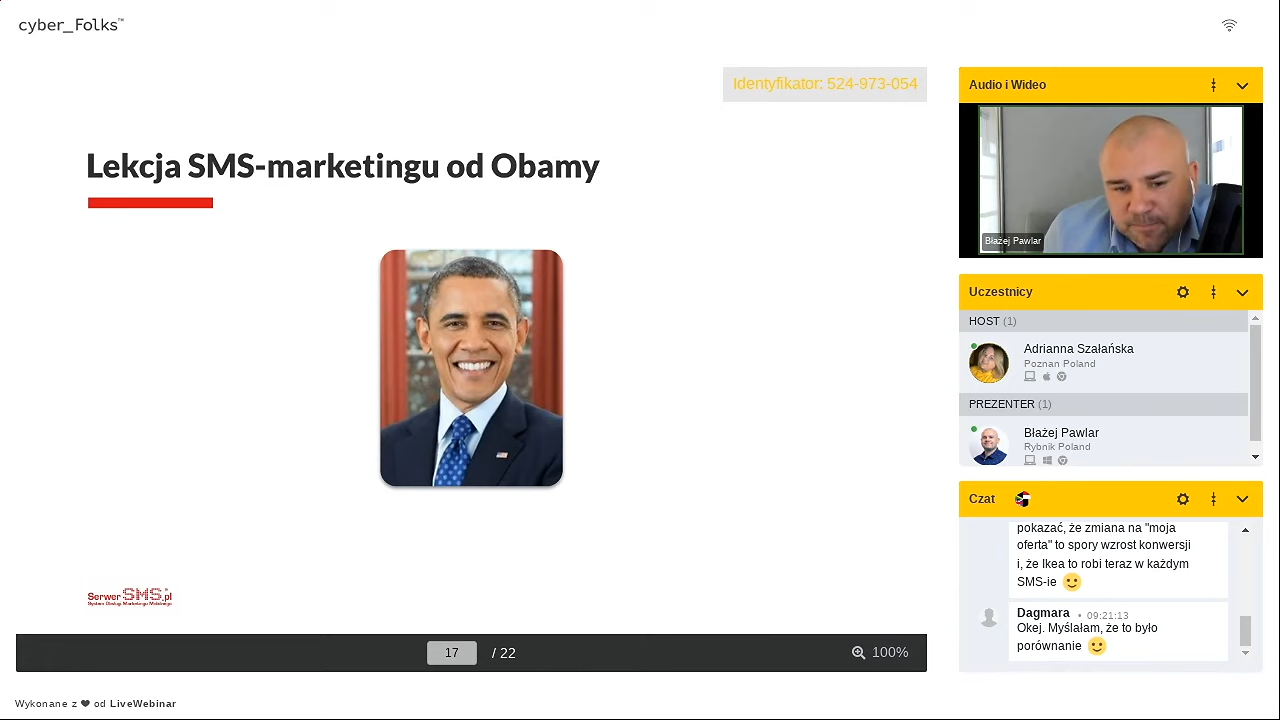 cyber_Folks™
Identyfikator: 524-973-054
Lekcja SMS-marketingu od Obamy
SerwerSMS.pl
System Obsługi Marketingu Mobilnego
17 / 22
100%
Wykonane z ❤ od LiveWebinar
Audio i Wideo
Błażej Pawlar
Uczestnicy
HOST (1)
Adrianna Szałańska
Poznan Poland
PREZENTER (1)
Błażej Pawlar
Rybnik Poland
Czat
pokazać, że zmiana na "moja
oferta" to spory wzrost konwersji
i, że Ikea to robi teraz w każdym
SMS-ie 🙂
Dagmara • 09:21:13
Okej. Myślałam, że to było
porównanie 🙂